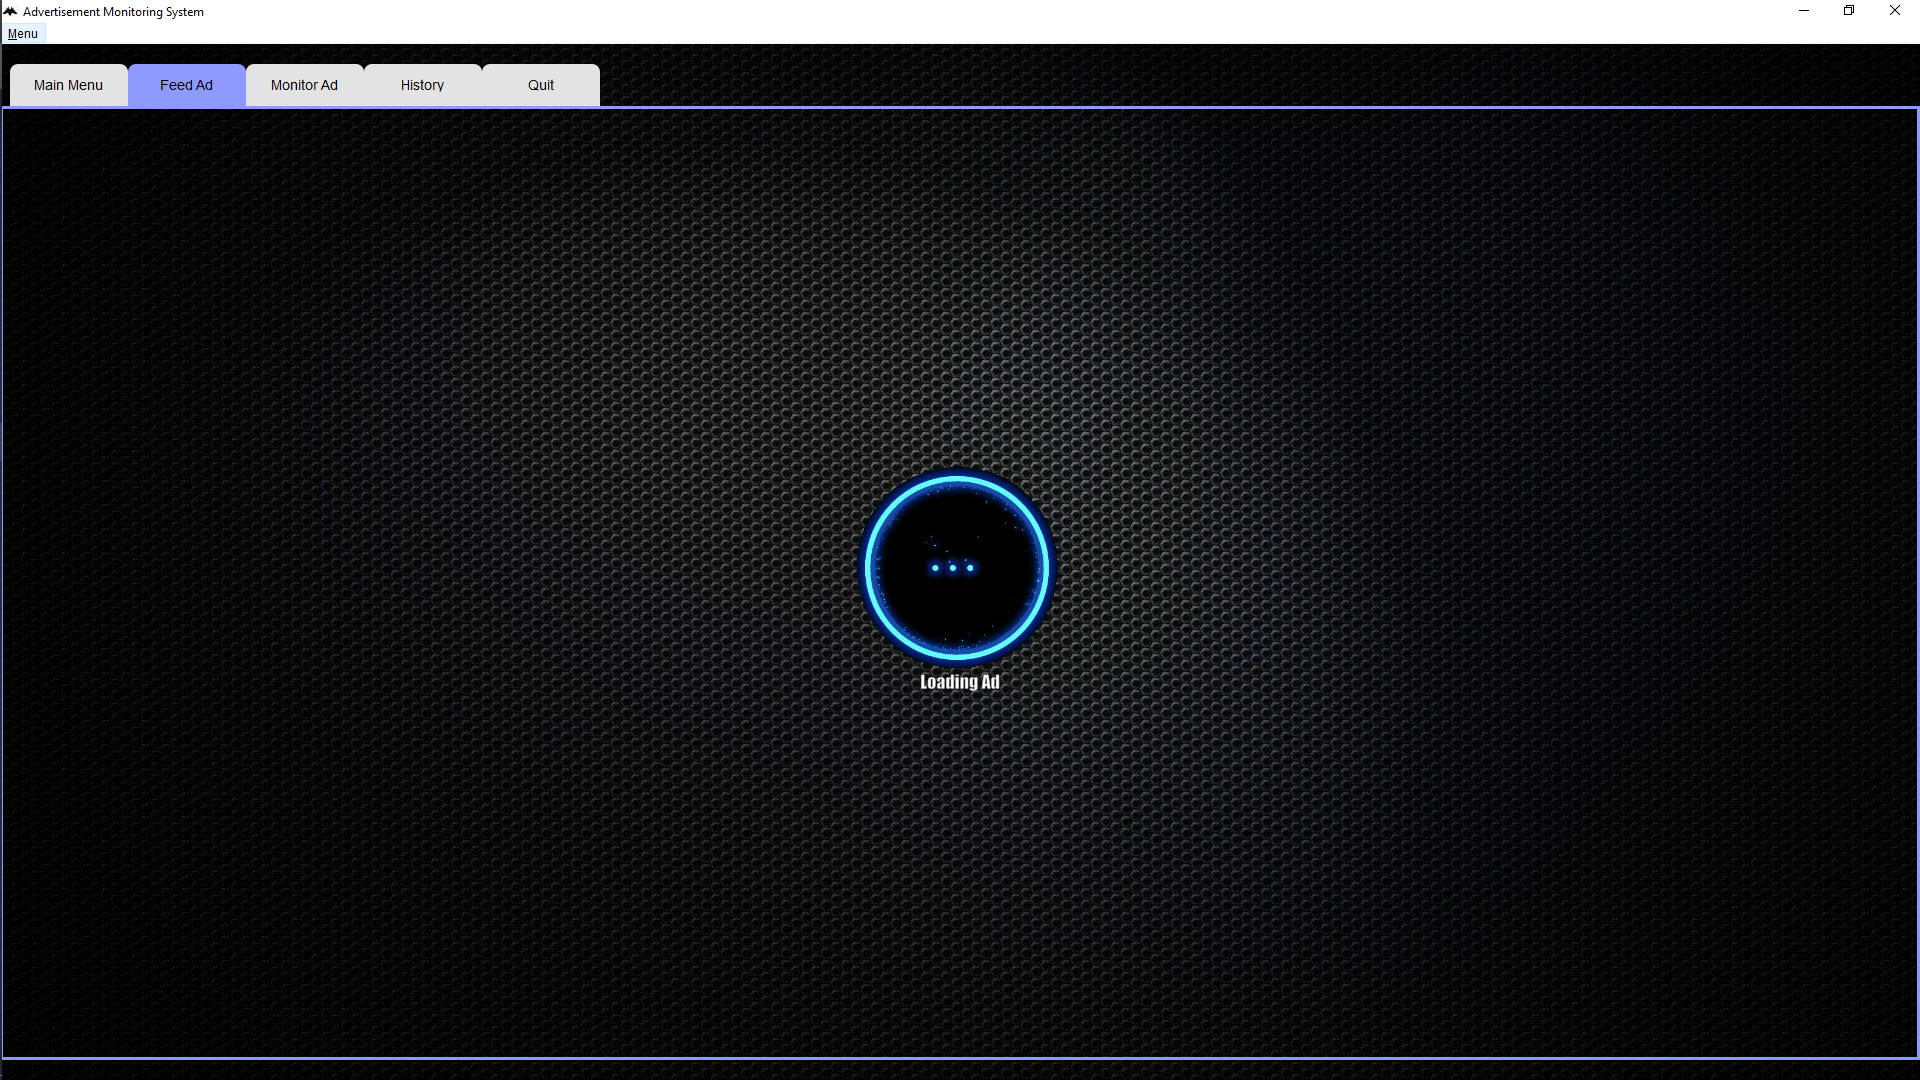 Advertisement Monitoring System
Menu
Main Menu
Feed Ad
Monitor Ad
History
Quit
Loading Ad